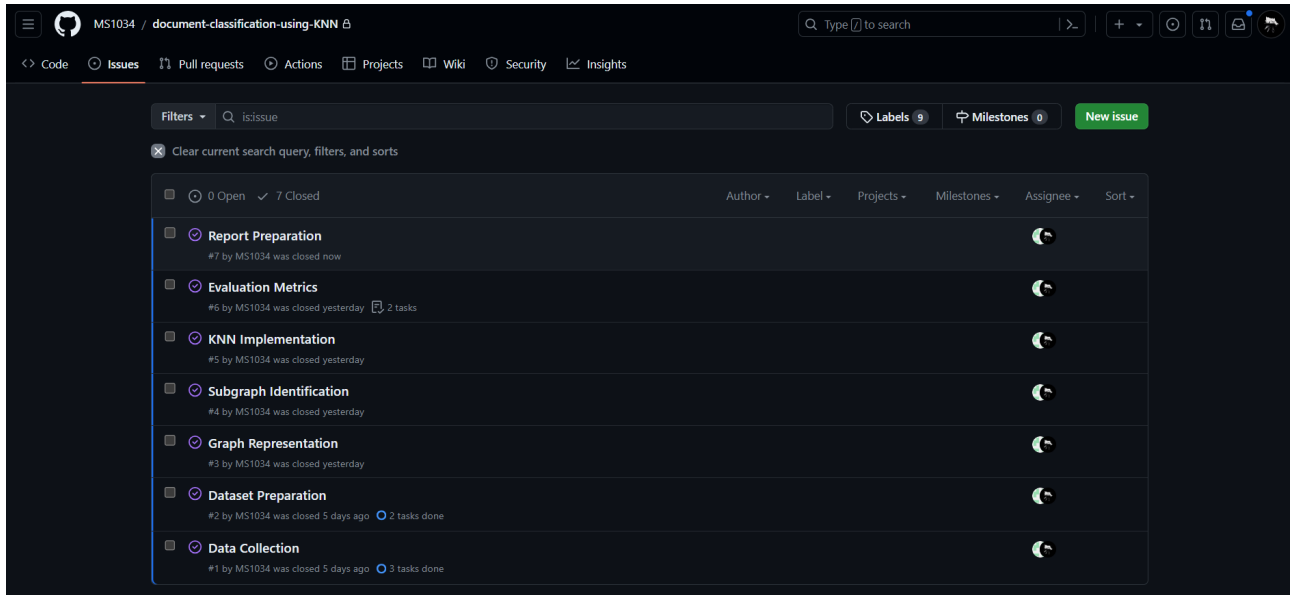 MS1034 / document-classification-using-KNN
Type / to search
Code Issues Pull requests Actions Projects Wiki Security Insights
Filters is:issue Labels 9 Milestones 0 New issue
Clear current search query, filters, and sorts
0 Open 7 Closed Author Label Projects Milestones Assignee Sort
Report Preparation
#7 by MS1034 was closed now
Evaluation Metrics
#6 by MS1034 was closed yesterday 2 tasks
KNN Implementation
#5 by MS1034 was closed yesterday
Subgraph Identification
#4 by MS1034 was closed yesterday
Graph Representation
#3 by MS1034 was closed yesterday
Dataset Preparation
#2 by MS1034 was closed 5 days ago 2 tasks done
Data Collection
#1 by MS1034 was closed 5 days ago 3 tasks done